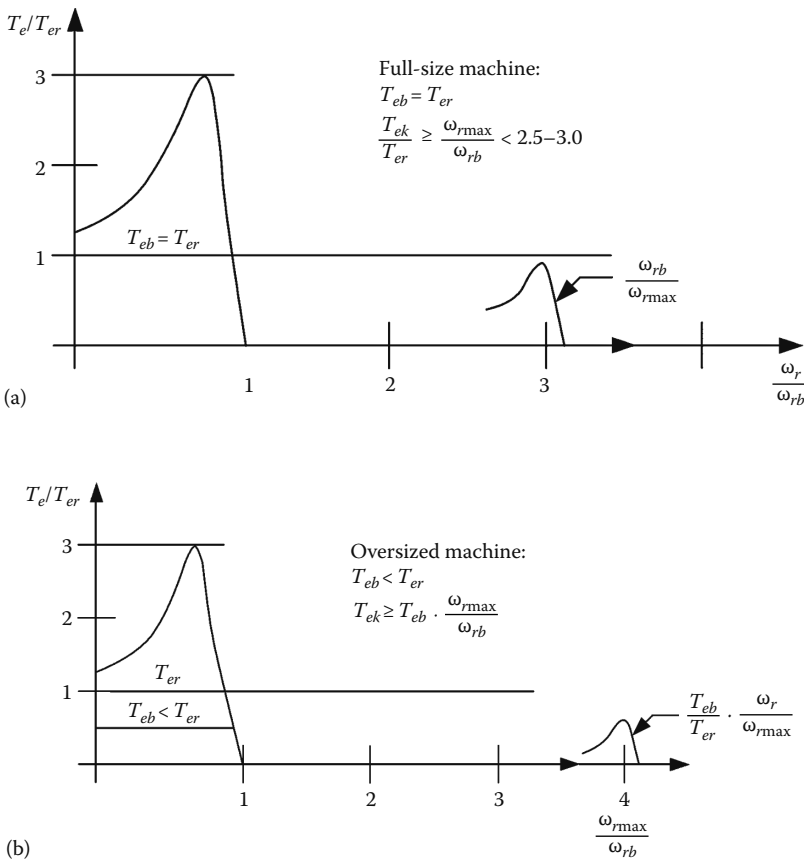 T_e/T_er
3
2
1
Full-size machine:
T_eb = T_er
T_ek/T_er ≥ ω_rmax/ω_rb < 2.5–3.0
T_eb = T_er
ω_rb/ω_rmax
1
2
3
ω_r/ω_rb
(a)
T_e/T_er
3
2
1
Oversized machine:
T_eb < T_er
T_ek ≥ T_eb · ω_rmax/ω_rb
T_er
T_eb < T_er
T_eb/T_er · ω_r/ω_rmax
1
2
3
4
ω_rmax/ω_rb
(b)